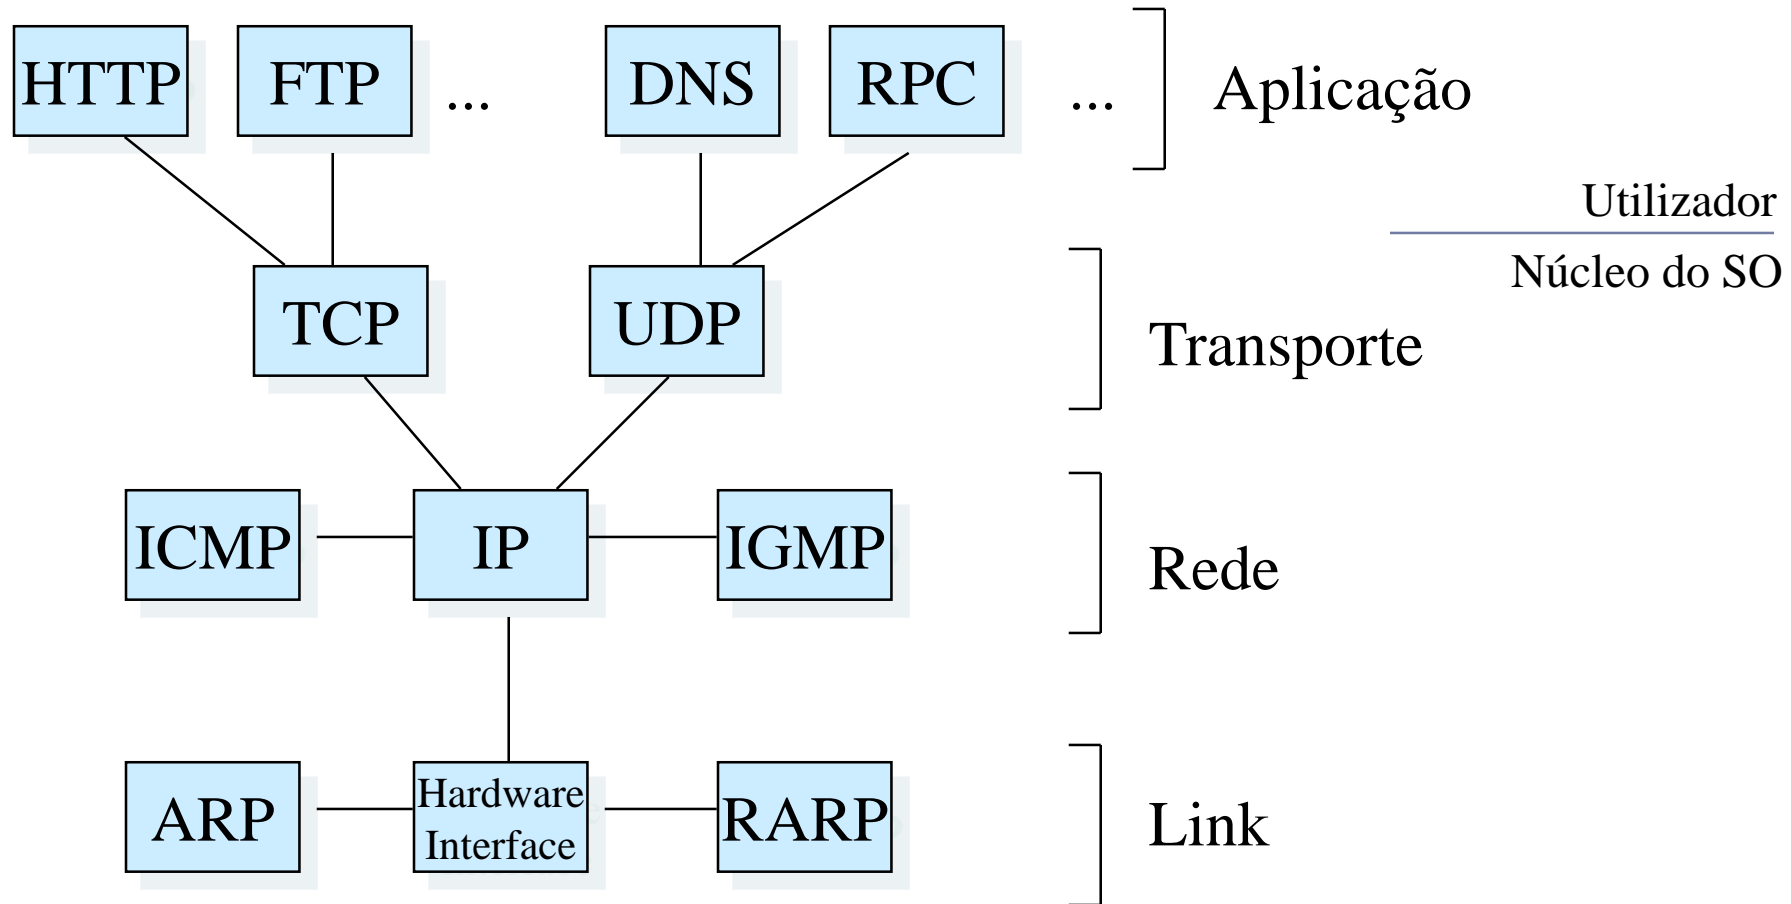 HTTP FTP ... DNS RPC ... Aplicação
Utilizador
Núcleo do SO
TCP UDP Transporte
ICMP IP IGMP Rede
ARP Hardware Interface RARP Link